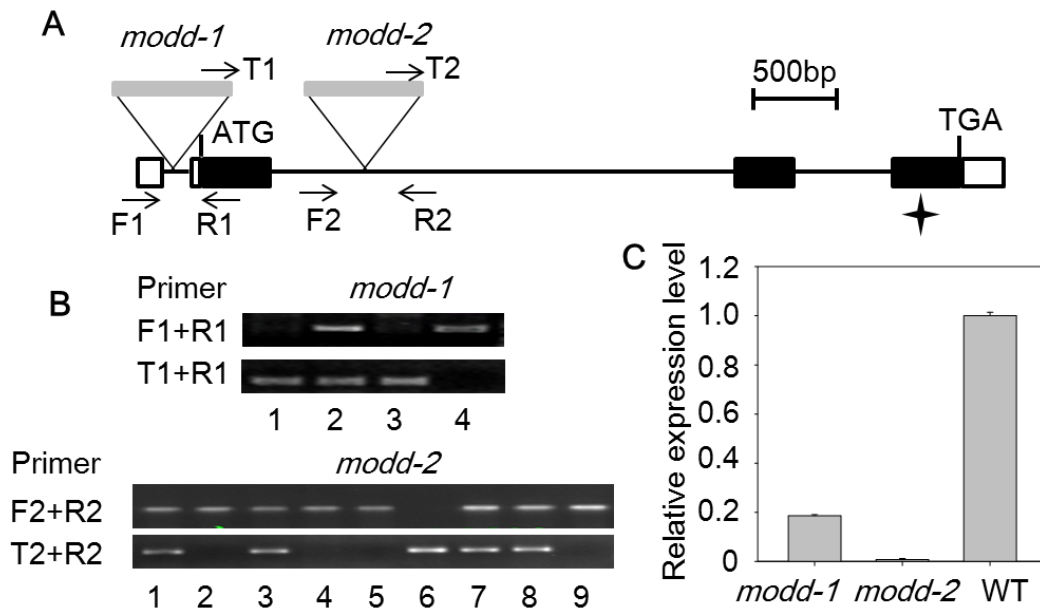 A
modd-1
modd-2
T1
T2
500bp
ATG
TGA
F1
R1
F2
R2
B
Primer
modd-1
F1+R1
T1+R1
1 2 3 4
Primer
modd-2
F2+R2
T2+R2
1 2 3 4 5 6 7 8 9
C
Relative expression level
1.2
1.0
0.8
0.6
0.4
0.2
0
modd-1 modd-2 WT